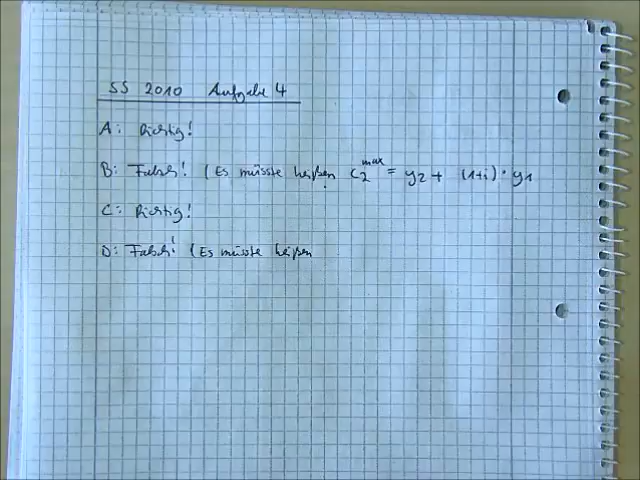 SS 2010 Aufgabe 4
A: Richtig!
B: Falsch! (Es müsste heißen c₂ᵐᵃˣ = y₂ + (1+i) · y₁
C: Richtig!
D: Falsch! (Es müsste heißen